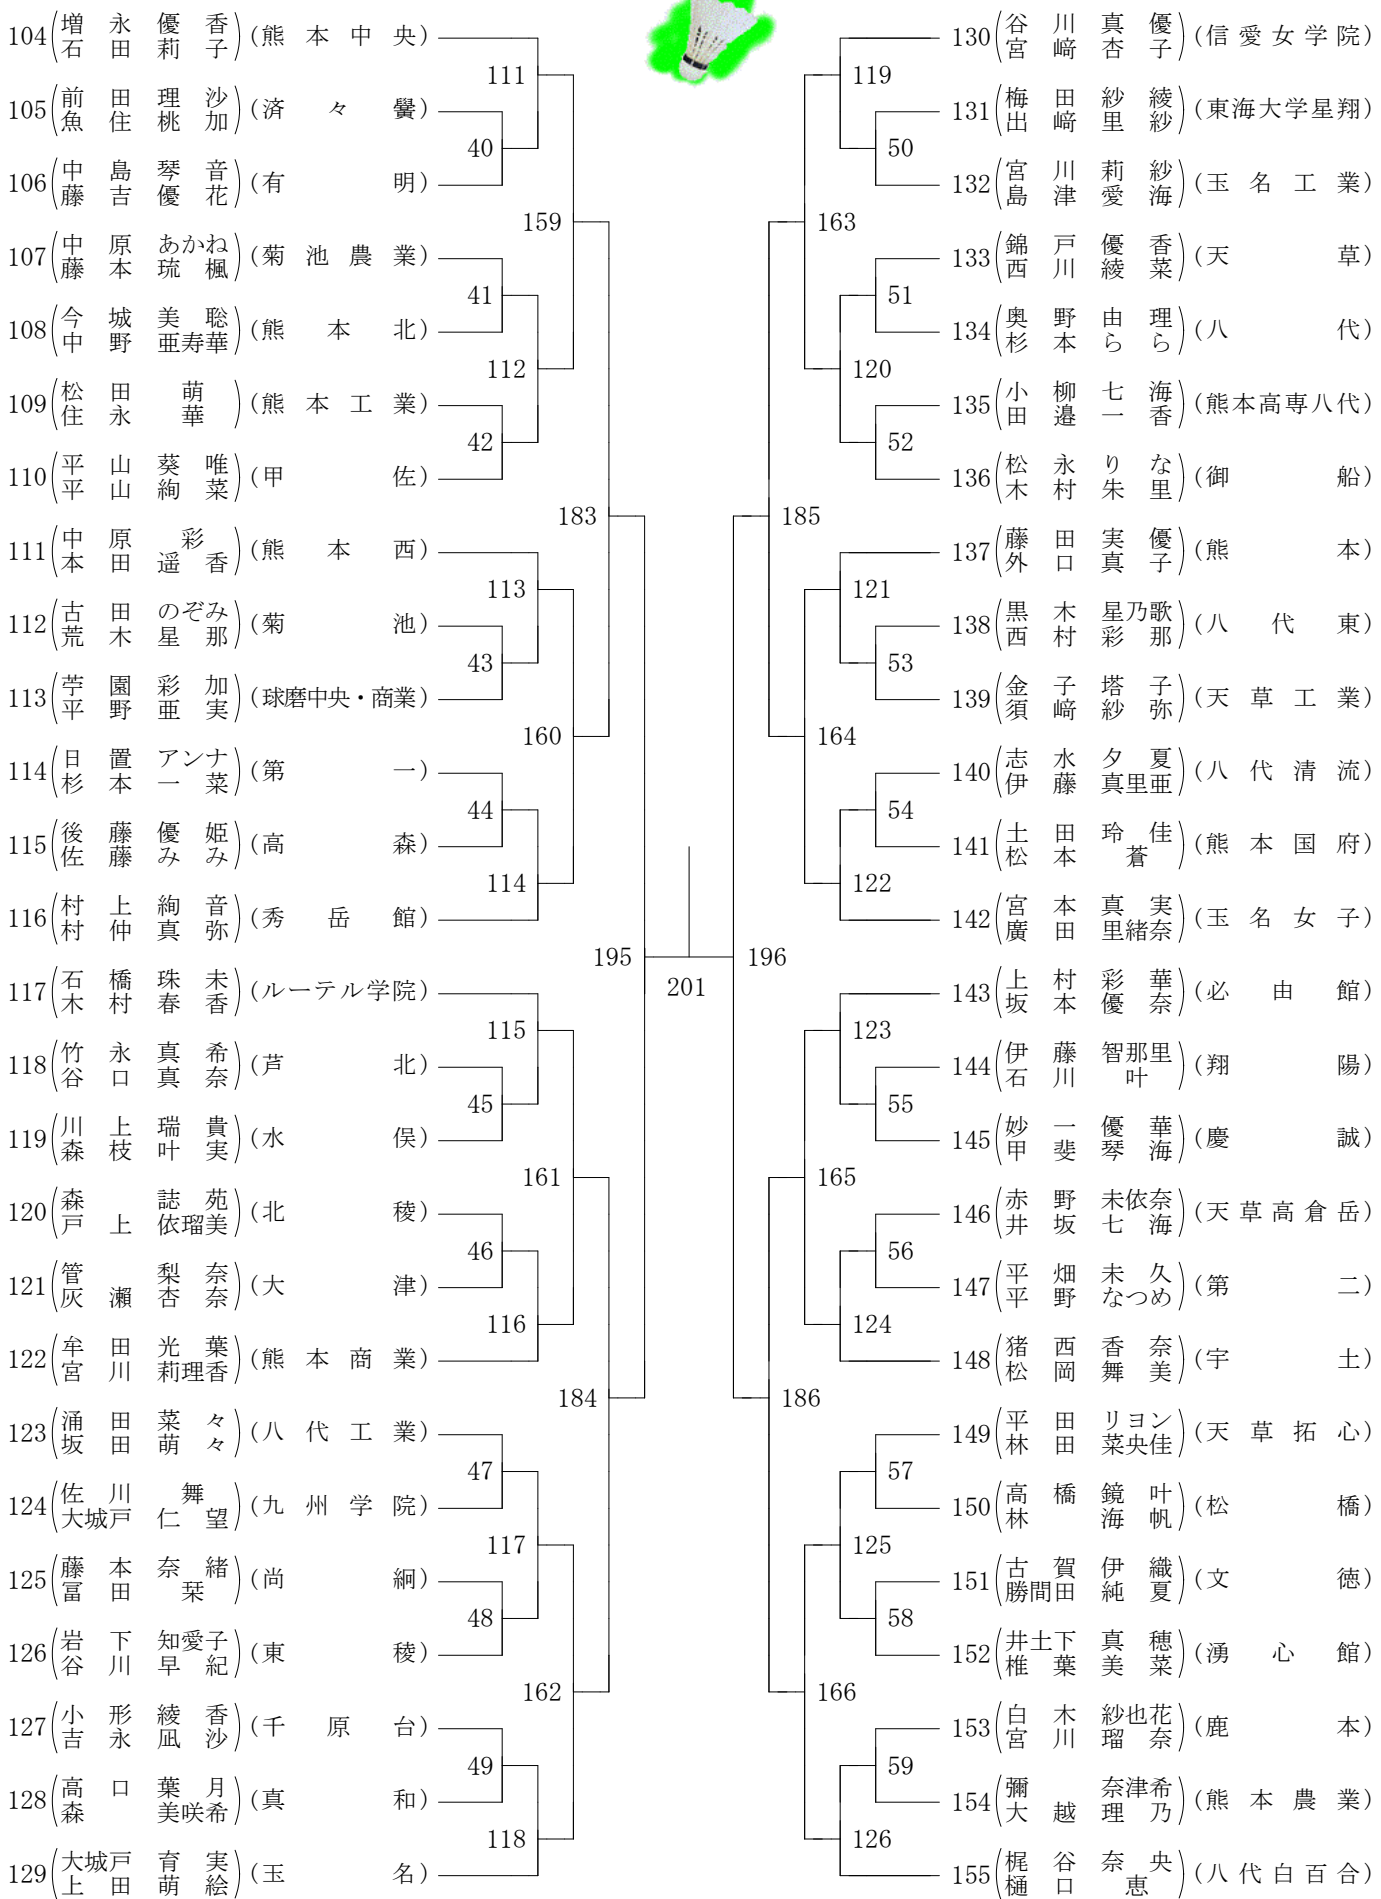 104 増永優香 石田莉子 (熊本中央)
105 前田理沙 魚住桃加 (済々黌)
106 中島琴音 藤吉優花 (有明)
107 中原あかね 藤本琉楓 (菊池農業)
108 今城美聡 中野亜寿華 (熊本北)
109 松田萌 住永華 (熊本工業)
110 平山葵唯 平山絢菜 (甲佐)
111 中原彩 本田遥香 (熊本西)
112 古田のぞみ 荒木星那 (菊池)
113 苧園彩加 平野亜実 (球磨中央・商業)
114 日置アンナ 杉本一菜 (第一)
115 後藤優姫 佐藤みみ (高森)
116 村上絢音 村仲真弥 (秀岳館)
117 石橋珠未 木村春香 (ルーテル学院)
118 竹永真希 谷口真奈 (芦北)
119 川上瑞貴 森枝叶実 (水俣)
120 森誌苑 戸上依瑠美 (北稜)
121 管梨奈 灰瀬杏奈 (大津)
122 牟田光葉 宮川莉理香 (熊本商業)
123 涌田菜々 坂田萌々 (八代工業)
124 佐川舞 大城戸仁望 (九州学院)
125 藤本奈緒 冨田栞 (尚絅)
126 岩下知愛子 谷川早紀 (東稜)
127 小形綾香 吉永凪沙 (千原台)
128 高口葉月 森美咲希 (真和)
129 大城戸育実 上田萌絵 (玉名)
111
40
159
41
112
42
183
113
43
160
44
114
195
115
45
161
46
116
184
47
117
48
162
49
118
201
119
50
163
51
120
52
185
121
53
164
54
122
196
123
55
165
56
124
186
57
125
58
166
59
126
130 谷川真優 宮﨑杏子 (信愛女学院)
131 梅田紗綾 出﨑里紗 (東海大学星翔)
132 宮川莉紗 島津愛海 (玉名工業)
133 錦戸優香 西川綾菜 (天草)
134 奥野由理 杉本らら (八代)
135 小柳七海 田邉一香 (熊本高専八代)
136 松永りな 木村朱里 (御船)
137 藤田実優 外口真子 (熊本)
138 黒木星乃歌 西村彩那 (八代東)
139 金子塔子 須﨑紗弥 (天草工業)
140 志水夕夏 伊藤真里亜 (八代清流)
141 土田玲佳 松本蒼 (熊本国府)
142 宮本真実 廣田里緒奈 (玉名女子)
143 上村彩華 坂本優奈 (必由館)
144 伊藤智那里 石川叶 (翔陽)
145 妙一優華 甲斐琴海 (慶誠)
146 赤野未依奈 井坂七海 (天草高倉岳)
147 平畑未久 平野なつめ (第二)
148 猪西香奈 松岡舞美 (宇土)
149 平田リヨン 林田菜央佳 (天草拓心)
150 高橋鏡叶 林海帆 (松橋)
151 古賀伊織 勝間田純夏 (文徳)
152 井土下真穂 椎葉美菜 (湧心館)
153 白木紗也花 宮川瑠奈 (鹿本)
154 彌奈津希 大越理乃 (熊本農業)
155 梶谷奈央 樋口恵 (八代白百合)